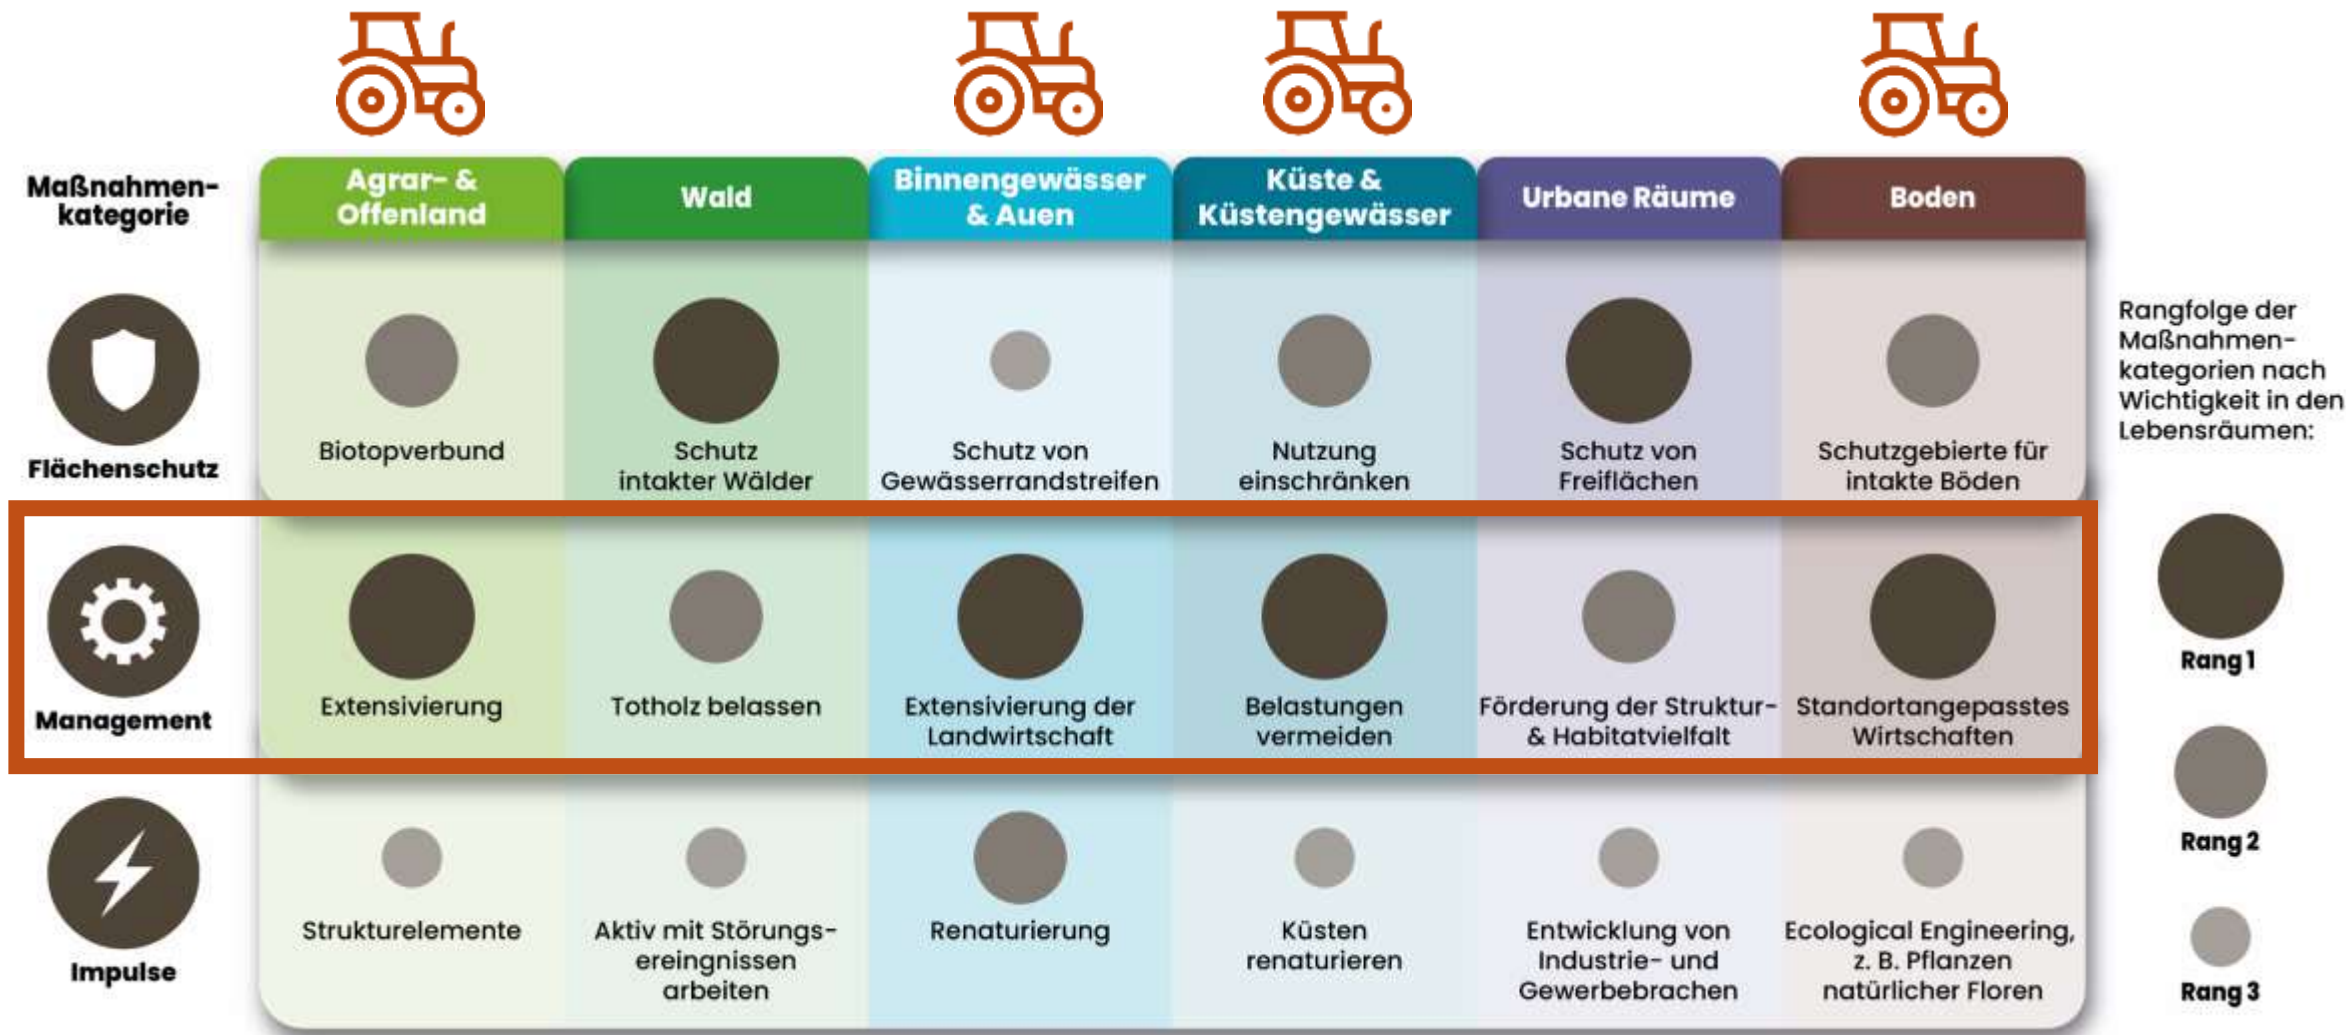 Maßnahmen-
kategorie
Agrar- &
Offenland
Wald
Binnengewässer
& Auen
Küste &
Küstengewässer
Urbane Räume
Boden
Flächenschutz
Biotopverbund
Schutz
intakter Wälder
Schutz von
Gewässerrandstreifen
Nutzung
einschränken
Schutz von
Freiflächen
Schutzgebierte für
intakte Böden
Management
Extensivierung
Totholz belassen
Extensivierung der
Landwirtschaft
Belastungen
vermeiden
Förderung der Struktur-
& Habitatvielfalt
Standortangepasstes
Wirtschaften
Impulse
Strukturelemente
Aktiv mit Störungs-
ereingnissen
arbeiten
Renaturierung
Küsten
renaturieren
Entwicklung von
Industrie- und
Gewerbebrachen
Ecological Engineering,
z. B. Pflanzen
natürlicher Floren
Rangfolge der
Maßnahmen-
kategorien nach
Wichtigkeit in den
Lebensräumen:
Rang 1
Rang 2
Rang 3